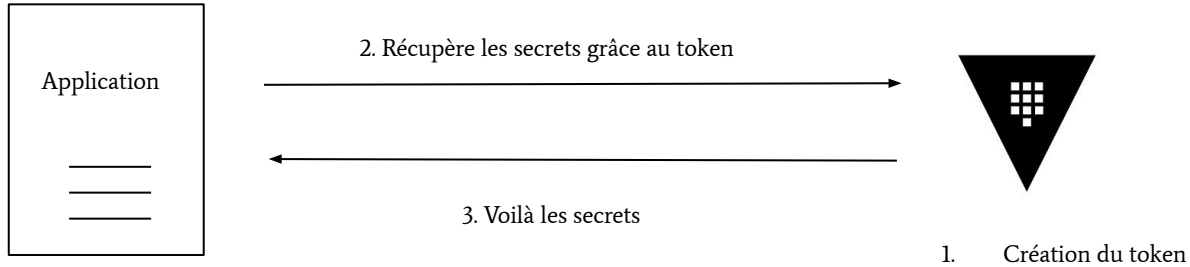 2. Récupère les secrets grâce au token
Application
3. Voilà les secrets
1. Création du token